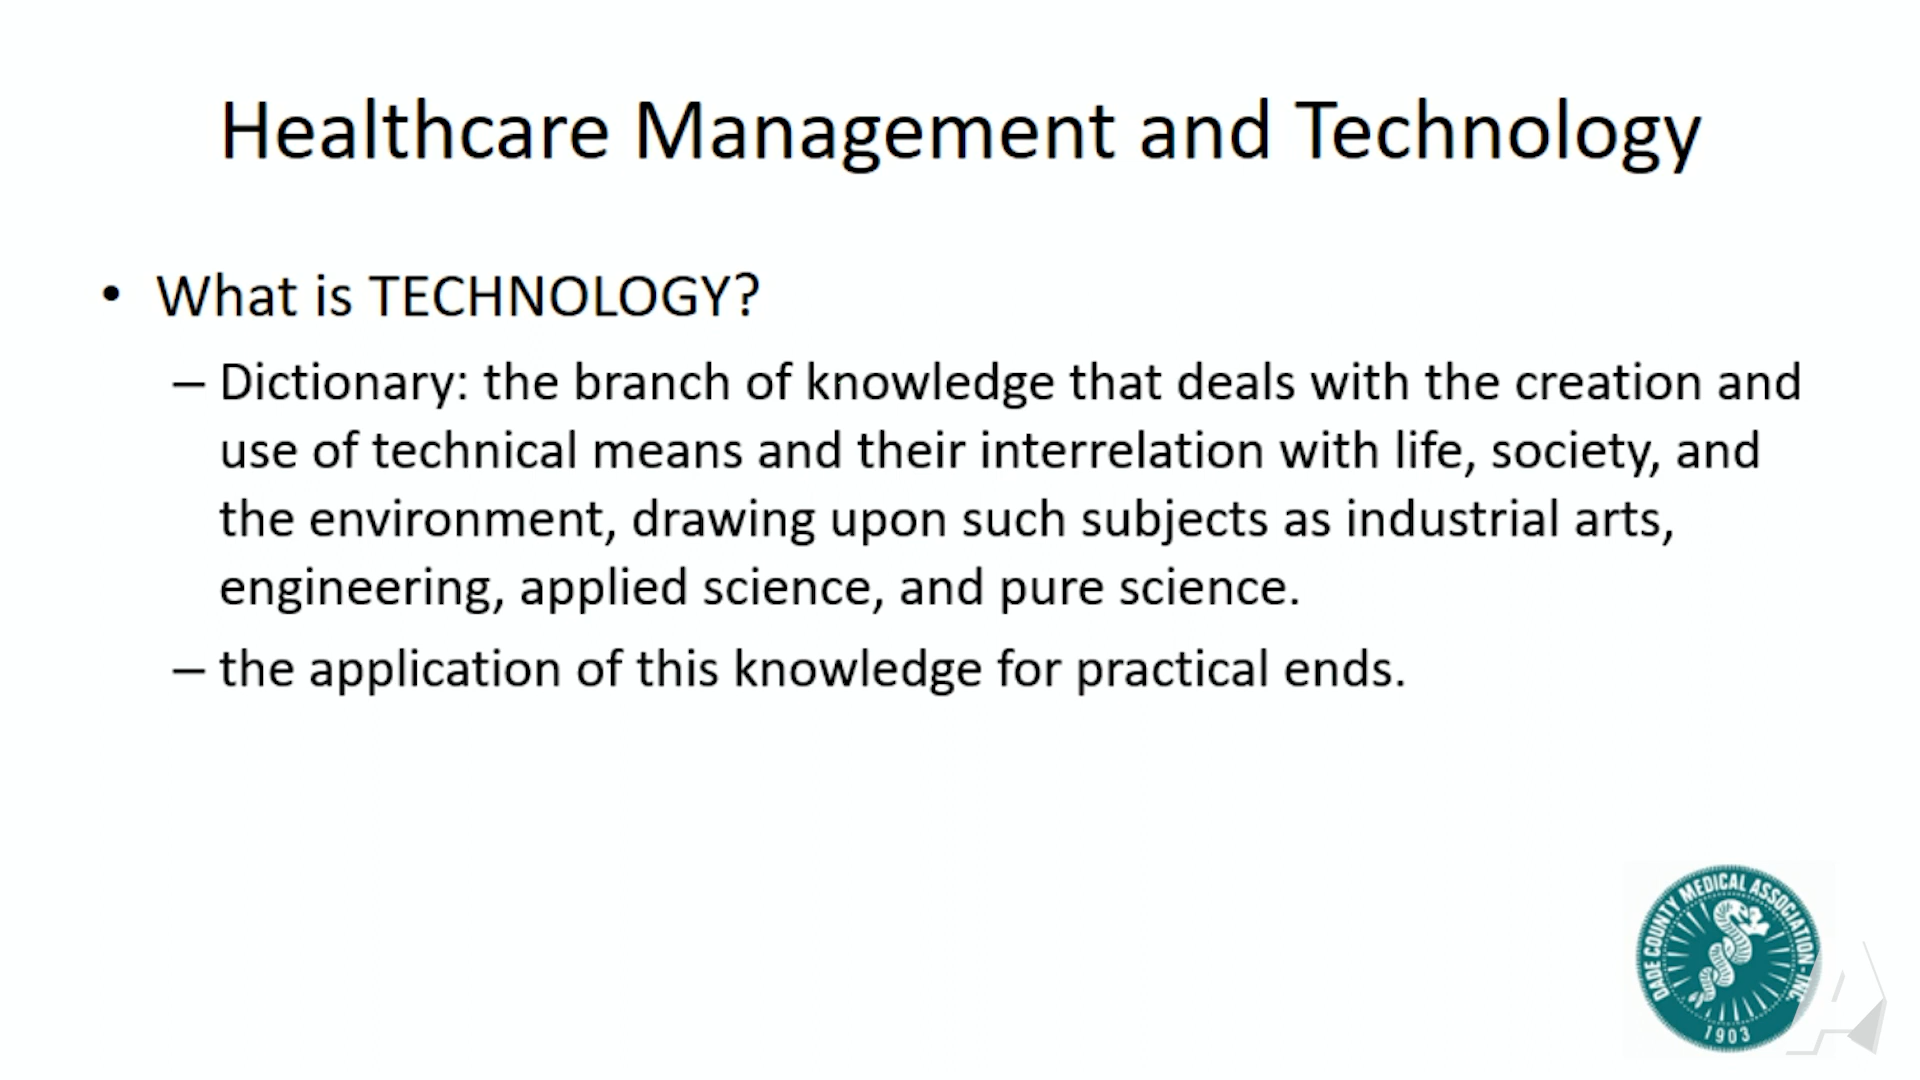 Healthcare Management and Technology
• What is TECHNOLOGY?
– Dictionary: the branch of knowledge that deals with the creation and
use of technical means and their interrelation with life, society, and
the environment, drawing upon such subjects as industrial arts,
engineering, applied science, and pure science.
– the application of this knowledge for practical ends.
DADE COUNTY MEDICAL ASSOCIATION - INC.
1903
A